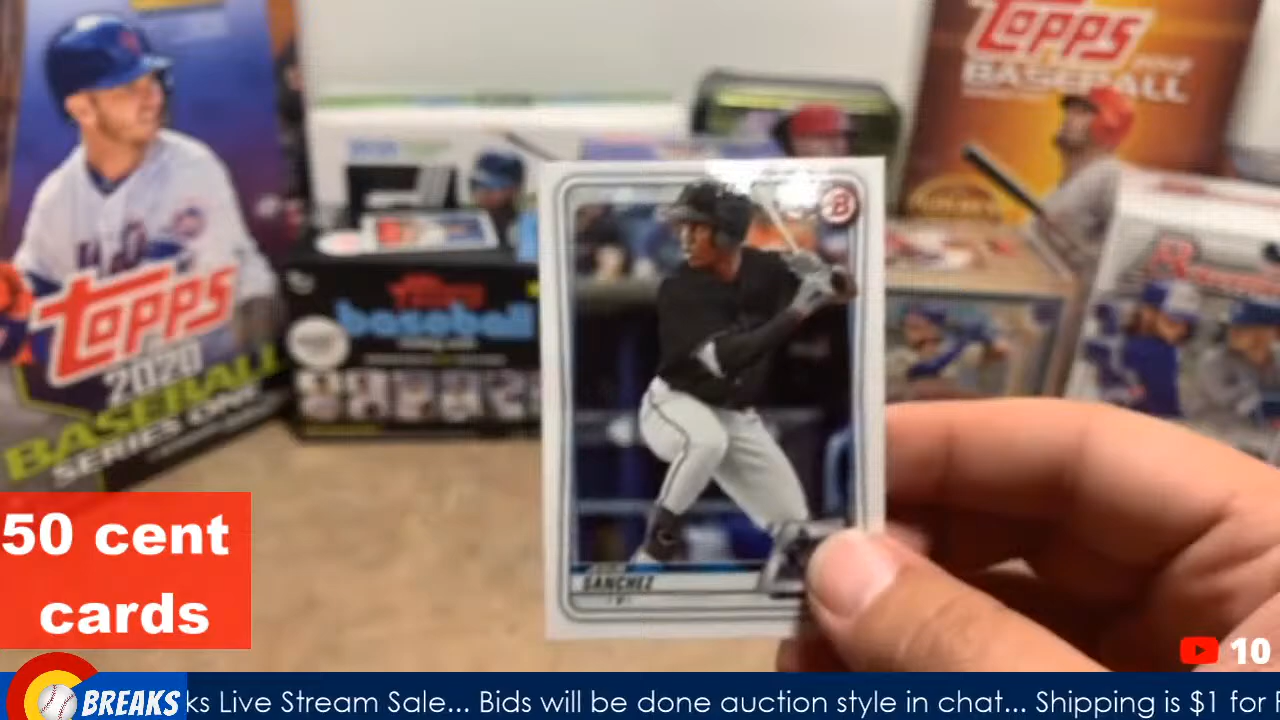 TOPPS
2020
BASEBALL
SERIES ONE
TOPPS
baseball
TOPPS
BASEBALL
B
SANCHEZ
50 cent
cards
10
BREAKS
ks Live Stream Sale... Bids will be done auction style in chat... Shipping is $1 for